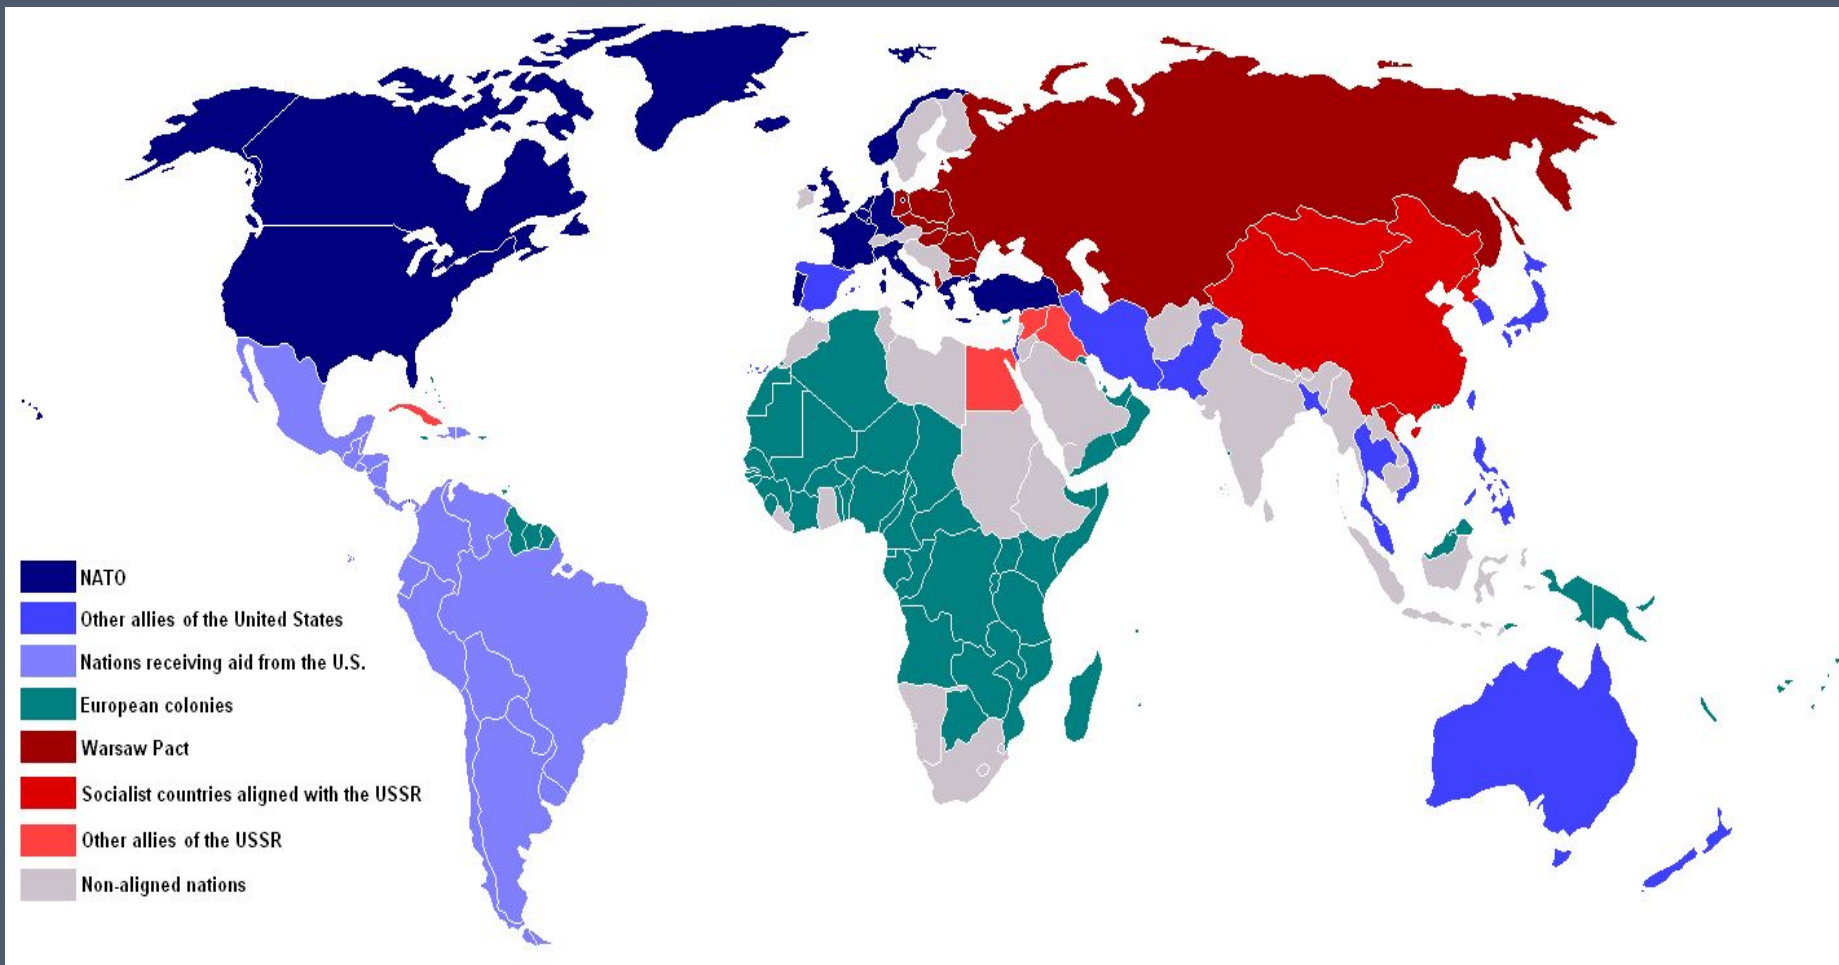 NATO
Other allies of the United States
Nations receiving aid from the U.S.
European colonies
Warsaw Pact
Socialist countries aligned with the USSR
Other allies of the USSR
Non-aligned nations